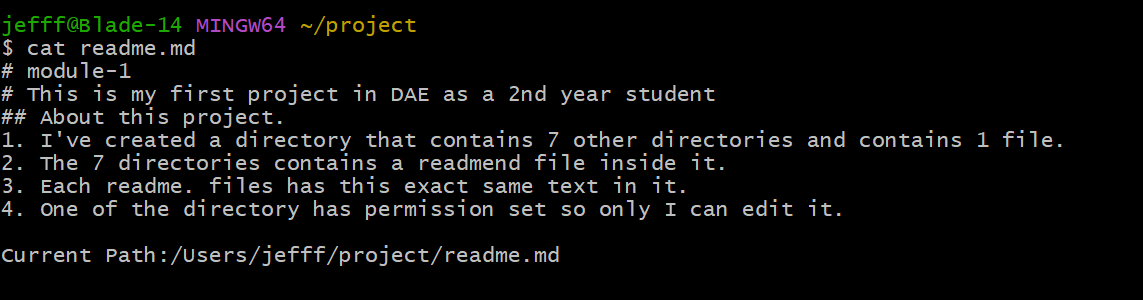 jefff@Blade-14 MINGW64 ~/project
$ cat readme.md
# module-1
# This is my first project in DAE as a 2nd year student
## About this project.
1. I've created a directory that contains 7 other directories and contains 1 file.
2. The 7 directories contains a readmend file inside it.
3. Each readme. files has this exact same text in it.
4. One of the directory has permission set so only I can edit it.
Current Path:/Users/jefff/project/readme.md